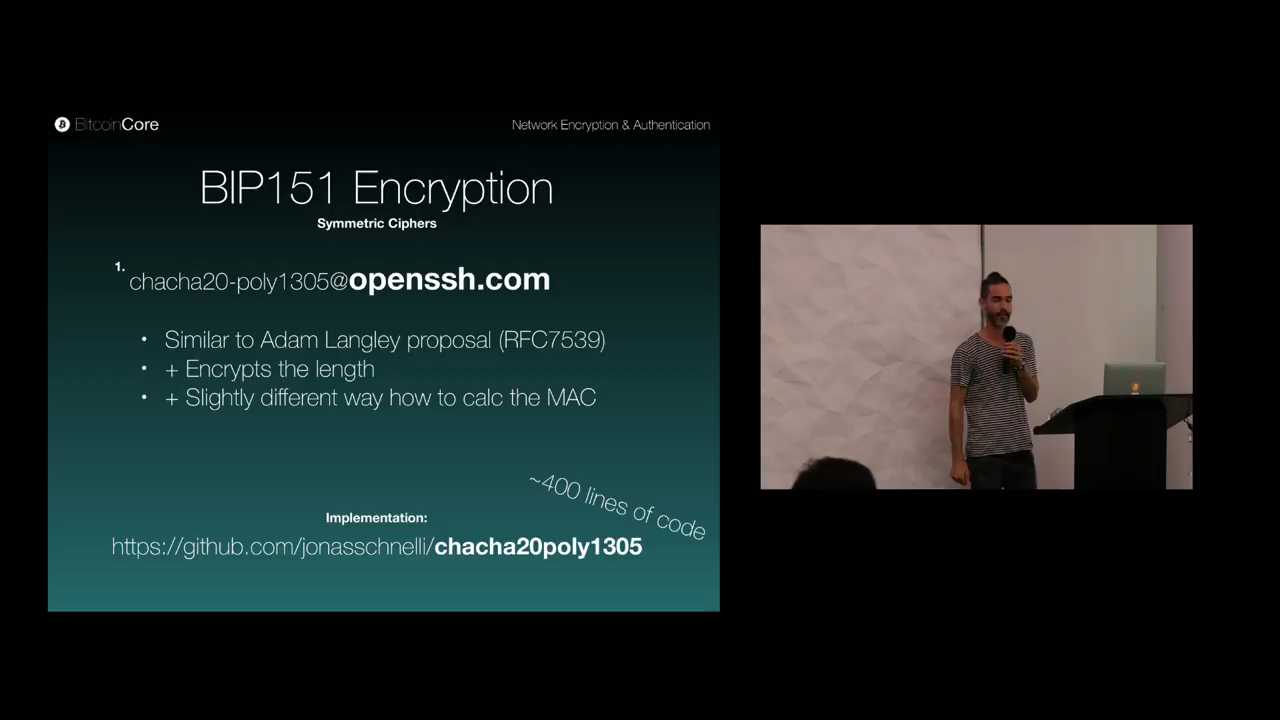 BitcoinCore
Network Encryption & Authentication
BIP151 Encryption
Symmetric Ciphers
1.
chacha20-poly1305@openssh.com
• Similar to Adam Langley proposal (RFC7539)
• + Encrypts the length
• + Slightly different way how to calc the MAC
~400 lines of code
Implementation:
https://github.com/jonasschnelli/chacha20poly1305